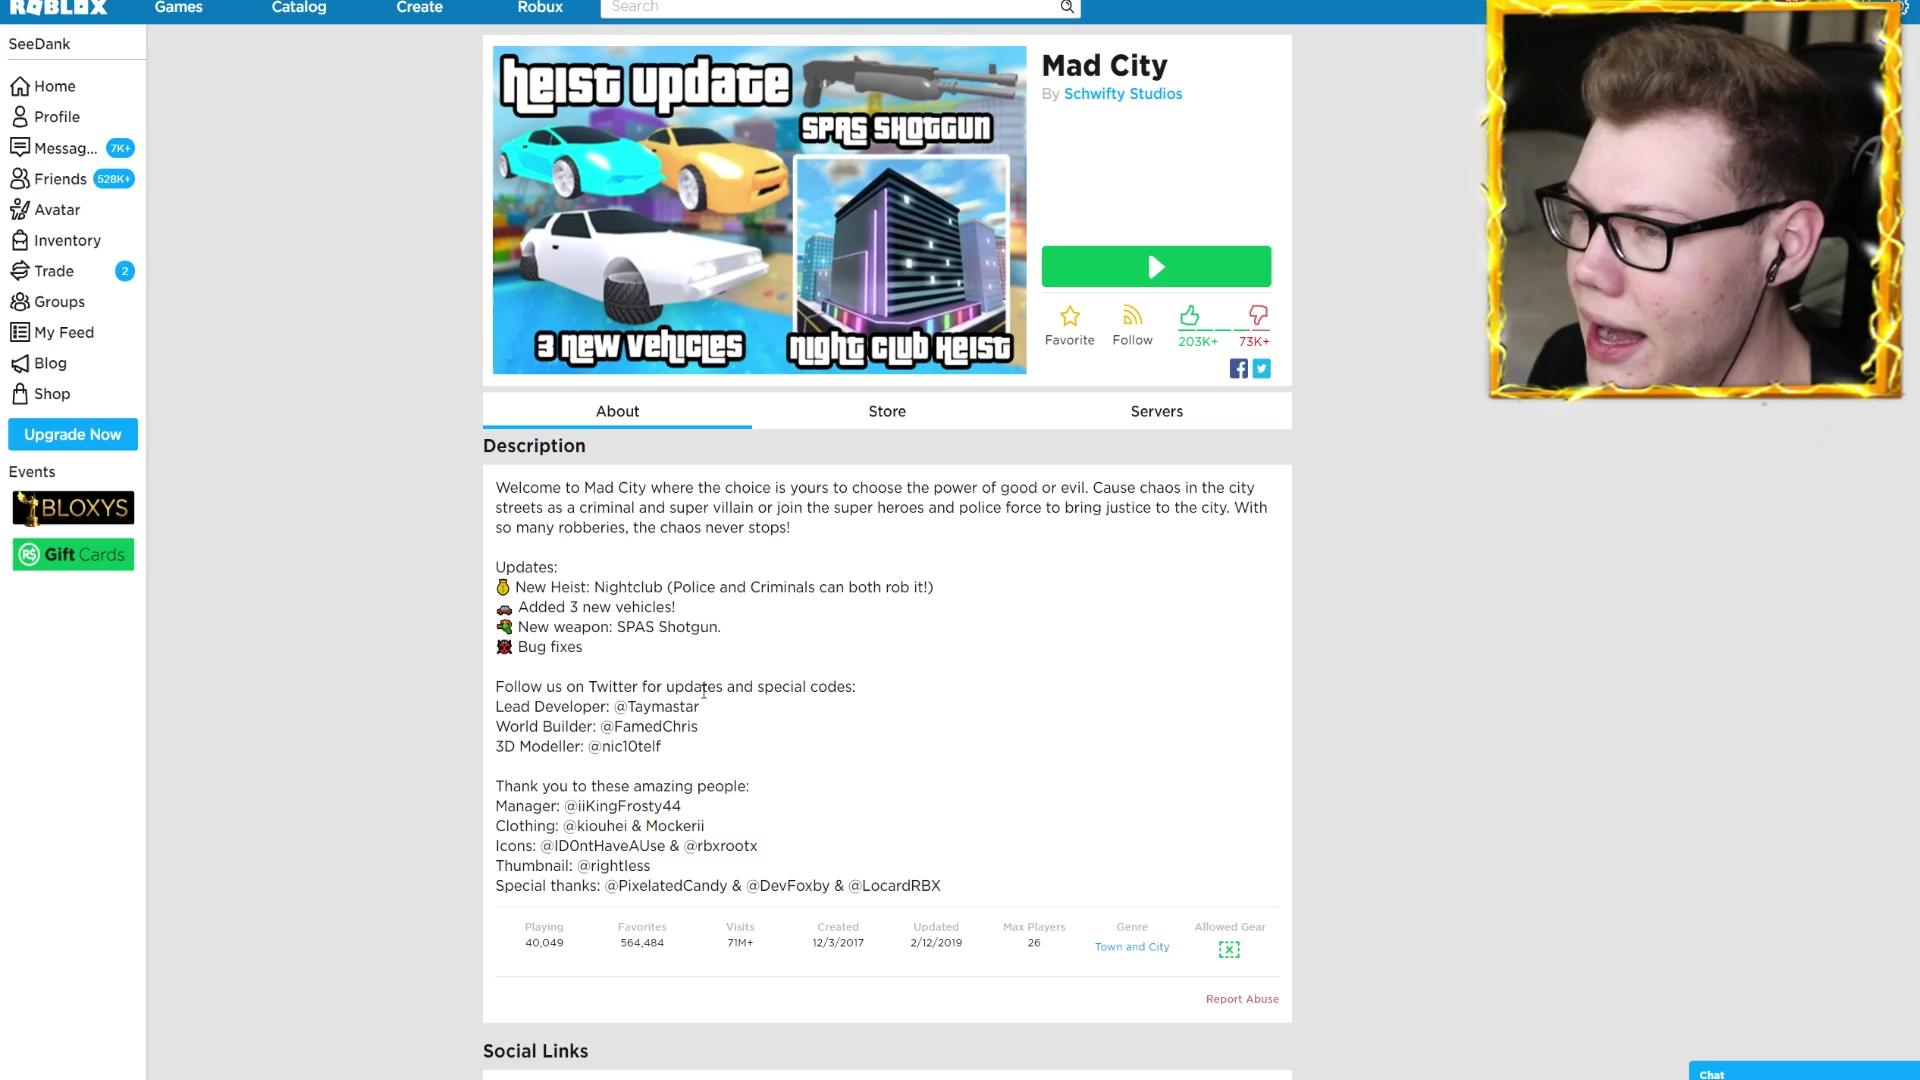 ROBLOX
Games
Catalog
Create
Robux
Search
SeeDank
Home
Profile
Messag... 7K+
Friends 528K+
Avatar
Inventory
Trade 2
Groups
My Feed
Blog
Shop
Upgrade Now
Events
BLOXYS
R$ Gift Cards
heist update
SPAS SHOTGUN
3 new vehicles
night club heist
Mad City
By Schwifty Studios
Favorite
Follow
203K+
73K+
About
Store
Servers
Description
Welcome to Mad City where the choice is yours to choose the power of good or evil. Cause chaos in the city
streets as a criminal and super villain or join the super heroes and police force to bring justice to the city. With
so many robberies, the chaos never stops!
Updates:
New Heist: Nightclub (Police and Criminals can both rob it!)
Added 3 new vehicles!
New weapon: SPAS Shotgun.
Bug fixes
Follow us on Twitter for updates and special codes:
Lead Developer: @Taymastar
World Builder: @FamedChris
3D Modeller: @nic10telf
Thank you to these amazing people:
Manager: @iiKingFrosty44
Clothing: @kiouhei & Mockerii
Icons: @ID0ntHaveAUse & @rbxrootx
Thumbnail: @rightless
Special thanks: @PixelatedCandy & @DevFoxby & @LocardRBX
Playing
40,049
Favorites
564,484
Visits
71M+
Created
12/3/2017
Updated
2/12/2019
Max Players
26
Genre
Town and City
Allowed Gear
Report Abuse
Social Links
Chat